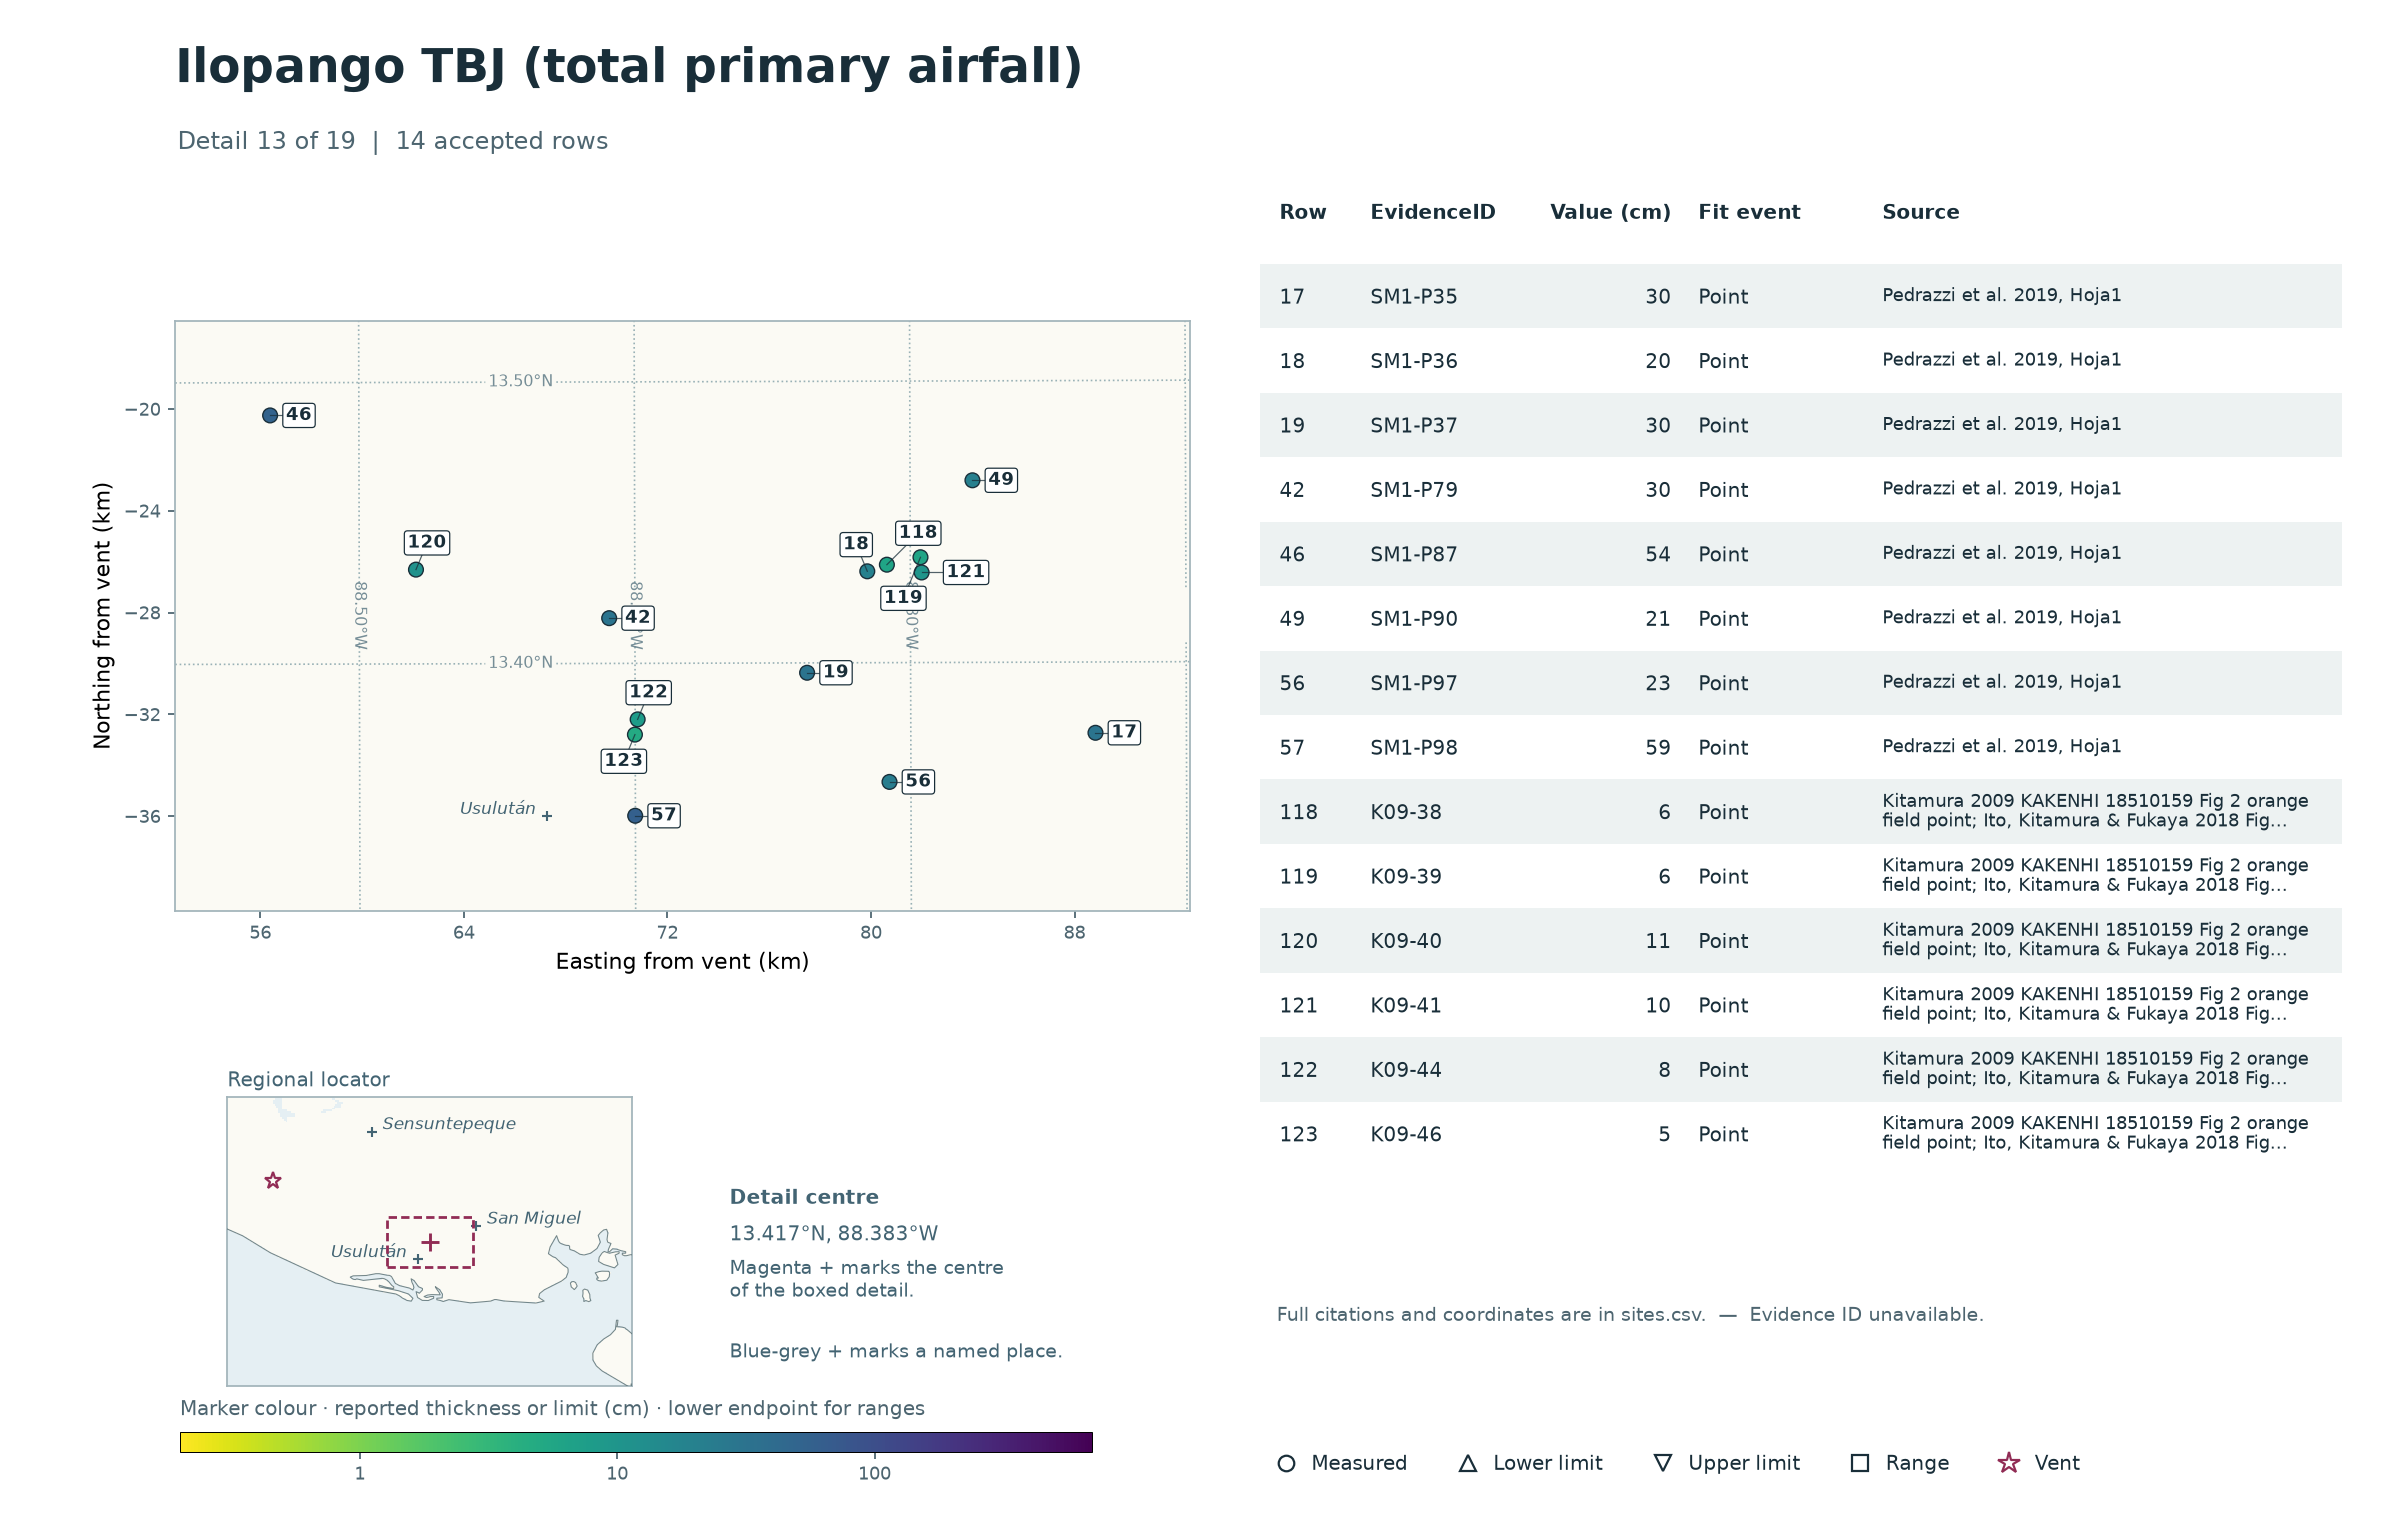 Ilopango TBJ (total primary airfall)
Detail 13 of 19 | 14 accepted rows
Northing from vent (km)
−20
−24
−28
−32
−36
13.50°N
13.40°N
88.50°W
46
49
120
18
118
121
119
42
19
122
123
17
56
57
Usulután
56
64
72
80
88
Easting from vent (km)
Regional locator
Sensuntepeque
San Miguel
Usulután
Detail centre
13.417°N, 88.383°W
Magenta + marks the centre
of the boxed detail.
Blue-grey + marks a named place.
Marker colour · reported thickness or limit (cm) · lower endpoint for ranges
1
10
100
Row EvidenceID Value (cm) Fit event Source
17 SM1-P35 30 Point Pedrazzi et al. 2019, Hoja1
18 SM1-P36 20 Point Pedrazzi et al. 2019, Hoja1
19 SM1-P37 30 Point Pedrazzi et al. 2019, Hoja1
42 SM1-P79 30 Point Pedrazzi et al. 2019, Hoja1
46 SM1-P87 54 Point Pedrazzi et al. 2019, Hoja1
49 SM1-P90 21 Point Pedrazzi et al. 2019, Hoja1
56 SM1-P97 23 Point Pedrazzi et al. 2019, Hoja1
57 SM1-P98 59 Point Pedrazzi et al. 2019, Hoja1
118 K09-38 6 Point Kitamura 2009 KAKENHI 18510159 Fig 2 orange
field point; Ito, Kitamura & Fukaya 2018 Fig...
119 K09-39 6 Point Kitamura 2009 KAKENHI 18510159 Fig 2 orange
field point; Ito, Kitamura & Fukaya 2018 Fig...
120 K09-40 11 Point Kitamura 2009 KAKENHI 18510159 Fig 2 orange
field point; Ito, Kitamura & Fukaya 2018 Fig...
121 K09-41 10 Point Kitamura 2009 KAKENHI 18510159 Fig 2 orange
field point; Ito, Kitamura & Fukaya 2018 Fig...
122 K09-44 8 Point Kitamura 2009 KAKENHI 18510159 Fig 2 orange
field point; Ito, Kitamura & Fukaya 2018 Fig...
123 K09-46 5 Point Kitamura 2009 KAKENHI 18510159 Fig 2 orange
field point; Ito, Kitamura & Fukaya 2018 Fig...
Full citations and coordinates are in sites.csv. — Evidence ID unavailable.
Measured
Lower limit
Upper limit
Range
Vent